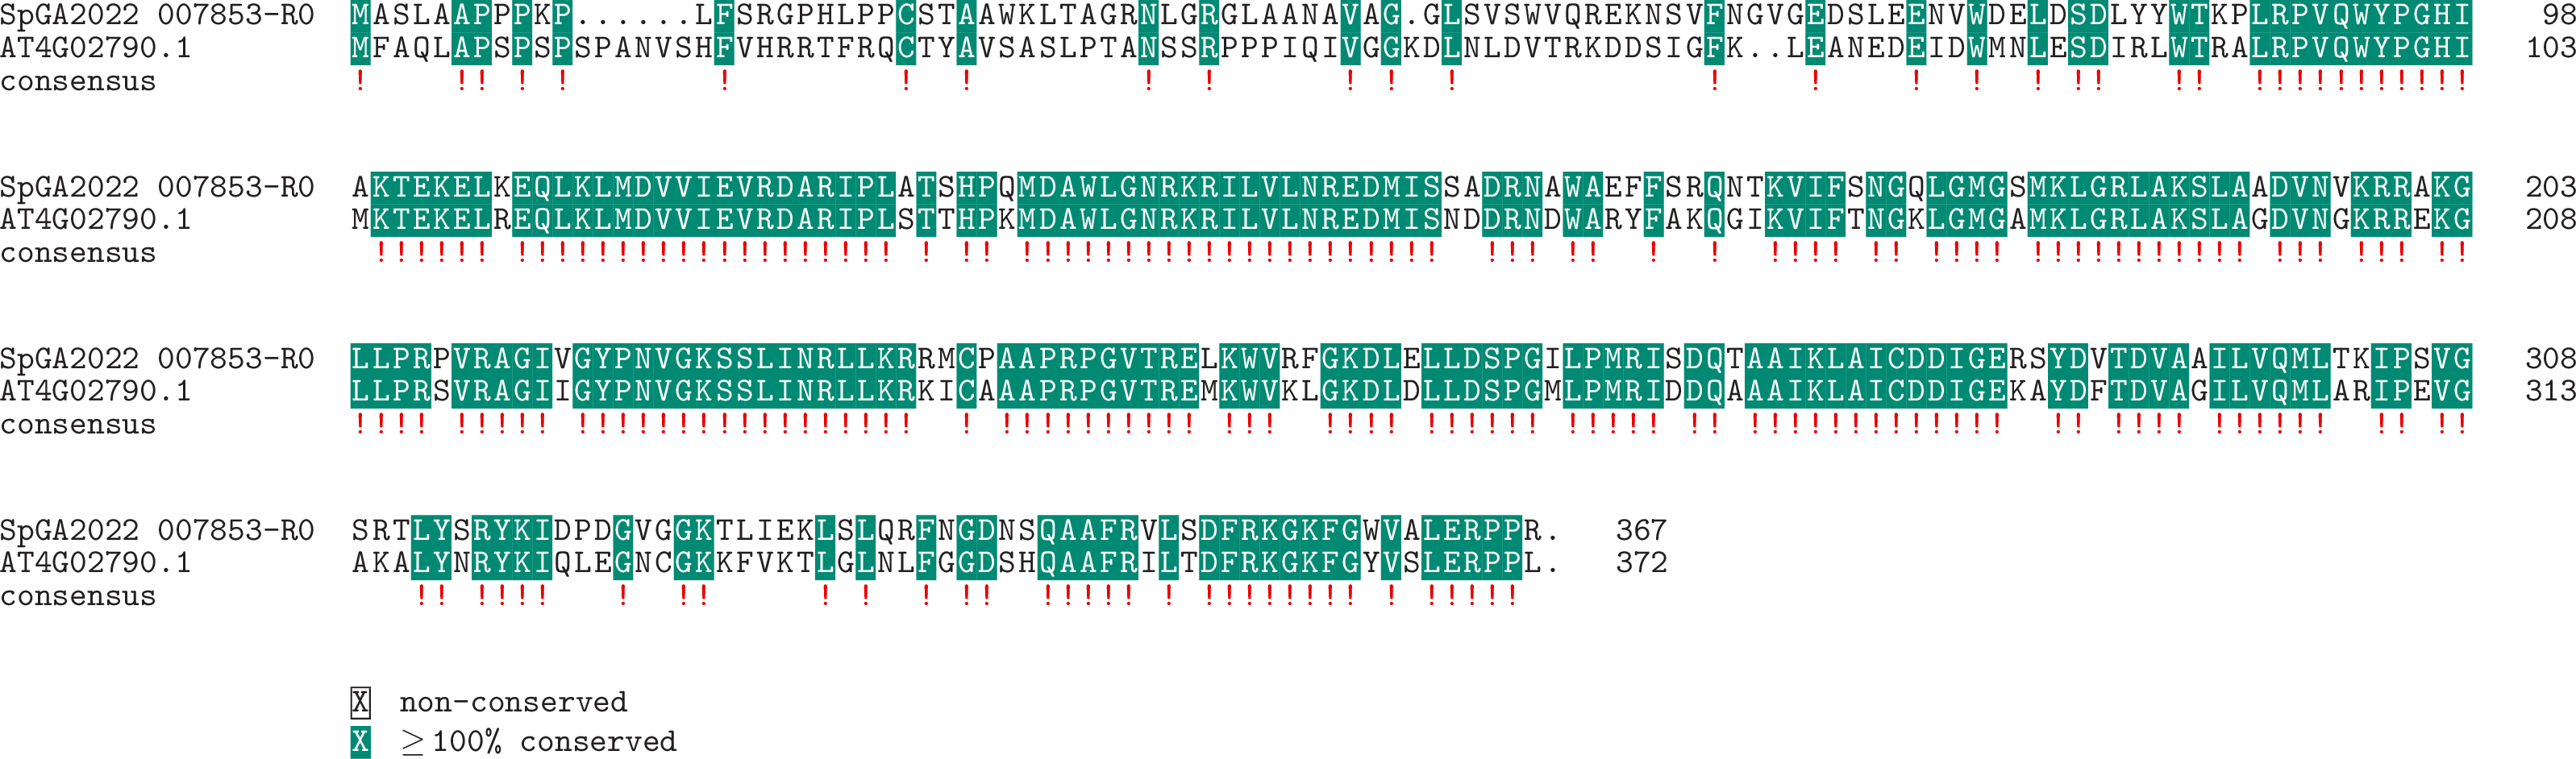 SpGA2022 007853-R0 MASLAAPPPKP......LFSRGPHLPPCSTAAWKLTAGRNLGRGLAANAVAG.GLSVSWVQREKNSVFNGVGEDSLEENVWDELDSDLYYWTKPLRPVQWYPGHI 98
AT4G02790.1 MFAQLAPSPSPSPANVSHFVHRRTFRQCTYAVSASLPTANSSRPPPIQIVGGKDLNLDVTRKDDSIGFK..LEANEDEIDWMNLESDIRLWTRALRPVQWYPGHI 103
consensus ! !! ! ! ! ! ! ! ! ! ! ! ! ! ! ! ! !! !! !!!!!!!!!!!
SpGA2022 007853-R0 AKTEKELKEQLKLMDVVIEVRDARIPLATSHPQMDAWLGNRKRILVLNREDMISSADRNAWAEFFSRQNTKVIFSNGQLGMGSMKLGRLAKSLAADVNVKRRAKG 203
AT4G02790.1 MKTEKELREQLKLMDVVIEVRDARIPLSTTHPKMDAWLGNRKRILVLNREDMISNDDRNDWARYFAKQGIKVIFTNGKLGMGAMKLGRLAKSLAGDVNGKRREKG 208
consensus !!!!!! !!!!!!!!!!!!!!!!!!! ! !! !!!!!!!!!!!!!!!!!!!!! !!! !! ! ! !!!! !! !!!! !!!!!!!!!!! !!! !!! !!
SpGA2022 007853-R0 LLPRPVRAGIVGYPNVGKSSLINRLLKRRMCPAAPRPGVTRELKWVRFGKDLELLDSPGILPMRISDQTAAIKLAICDDIGERSYDVTDVAAILVQMLTKIPSVG 308
AT4G02790.1 LLPRSVRAGIIGYPNVGKSSLINRLLKRKICAAAPRPGVTREMKWVKLGKDLDLLDSPGMLPMRIDDQAAAIKLAICDDIGEKAYDFTDVAGILVQMLARIPEVG 313
consensus !!!! !!!!! !!!!!!!!!!!!!!!!! ! !!!!!!!!!! !!! !!!! !!!!!! !!!!! !! !!!!!!!!!!!!! !! !!!! !!!!!! !! !!
SpGA2022 007853-R0 SRTLYSRYKIDPDGVGGKTLIEKLSLQRFNGDNSQAAFRVLSDFRKGKFGWVALERPPR. 367
AT4G02790.1 AKALYNRYKIQLEGNCGKKFVKTLGLNLFGGDSHQAAFRILTDFRKGKFGYVSLERPPL. 372
consensus !! !!!! ! !! ! ! ! !! !!!!! ! !!!!!!!! ! !!!!!
X non-conserved
X ≥100% conserved